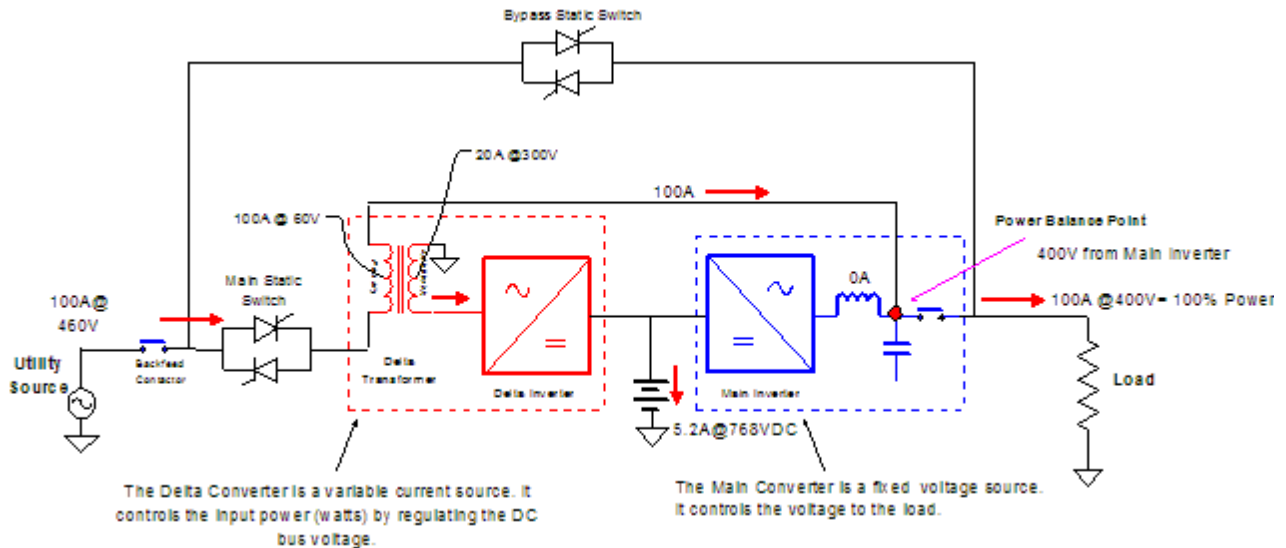 Bypass Static Switch
20A @300V
100A
100A @ 60V
Power Balance Point
400V from Main Inverter
Main Static
Switch
0A
100A@
460V
100A @400V= 100% Power
Utility
Source
Backfeed
Contactor
Delta
Transformer
Delta Inverter
Main Inverter
Load
5.2A@768VDC
The Delta Converter is a variable current source. It
controls the input power (watts) by regulating the DC
bus voltage.
The Main Converter is a fixed voltage source.
It controls the voltage to the load.